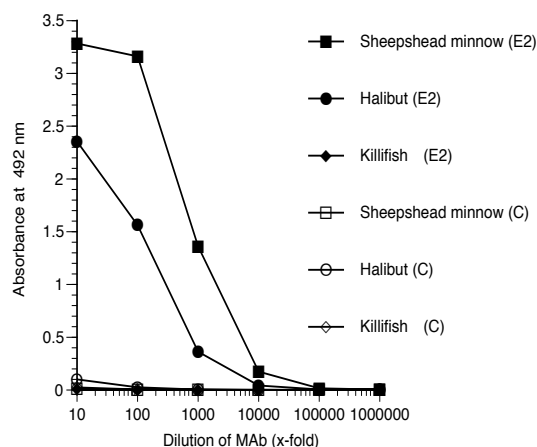 3.5
3
2.5
2
1.5
1
0.5
0
Absorbance at 492 nm
10 100 1000 10000 100000 1000000
Dilution of MAb (x-fold)
Sheepshead minnow (E2)
Halibut (E2)
Killifish (E2)
Sheepshead minnow (C)
Halibut (C)
Killifish (C)